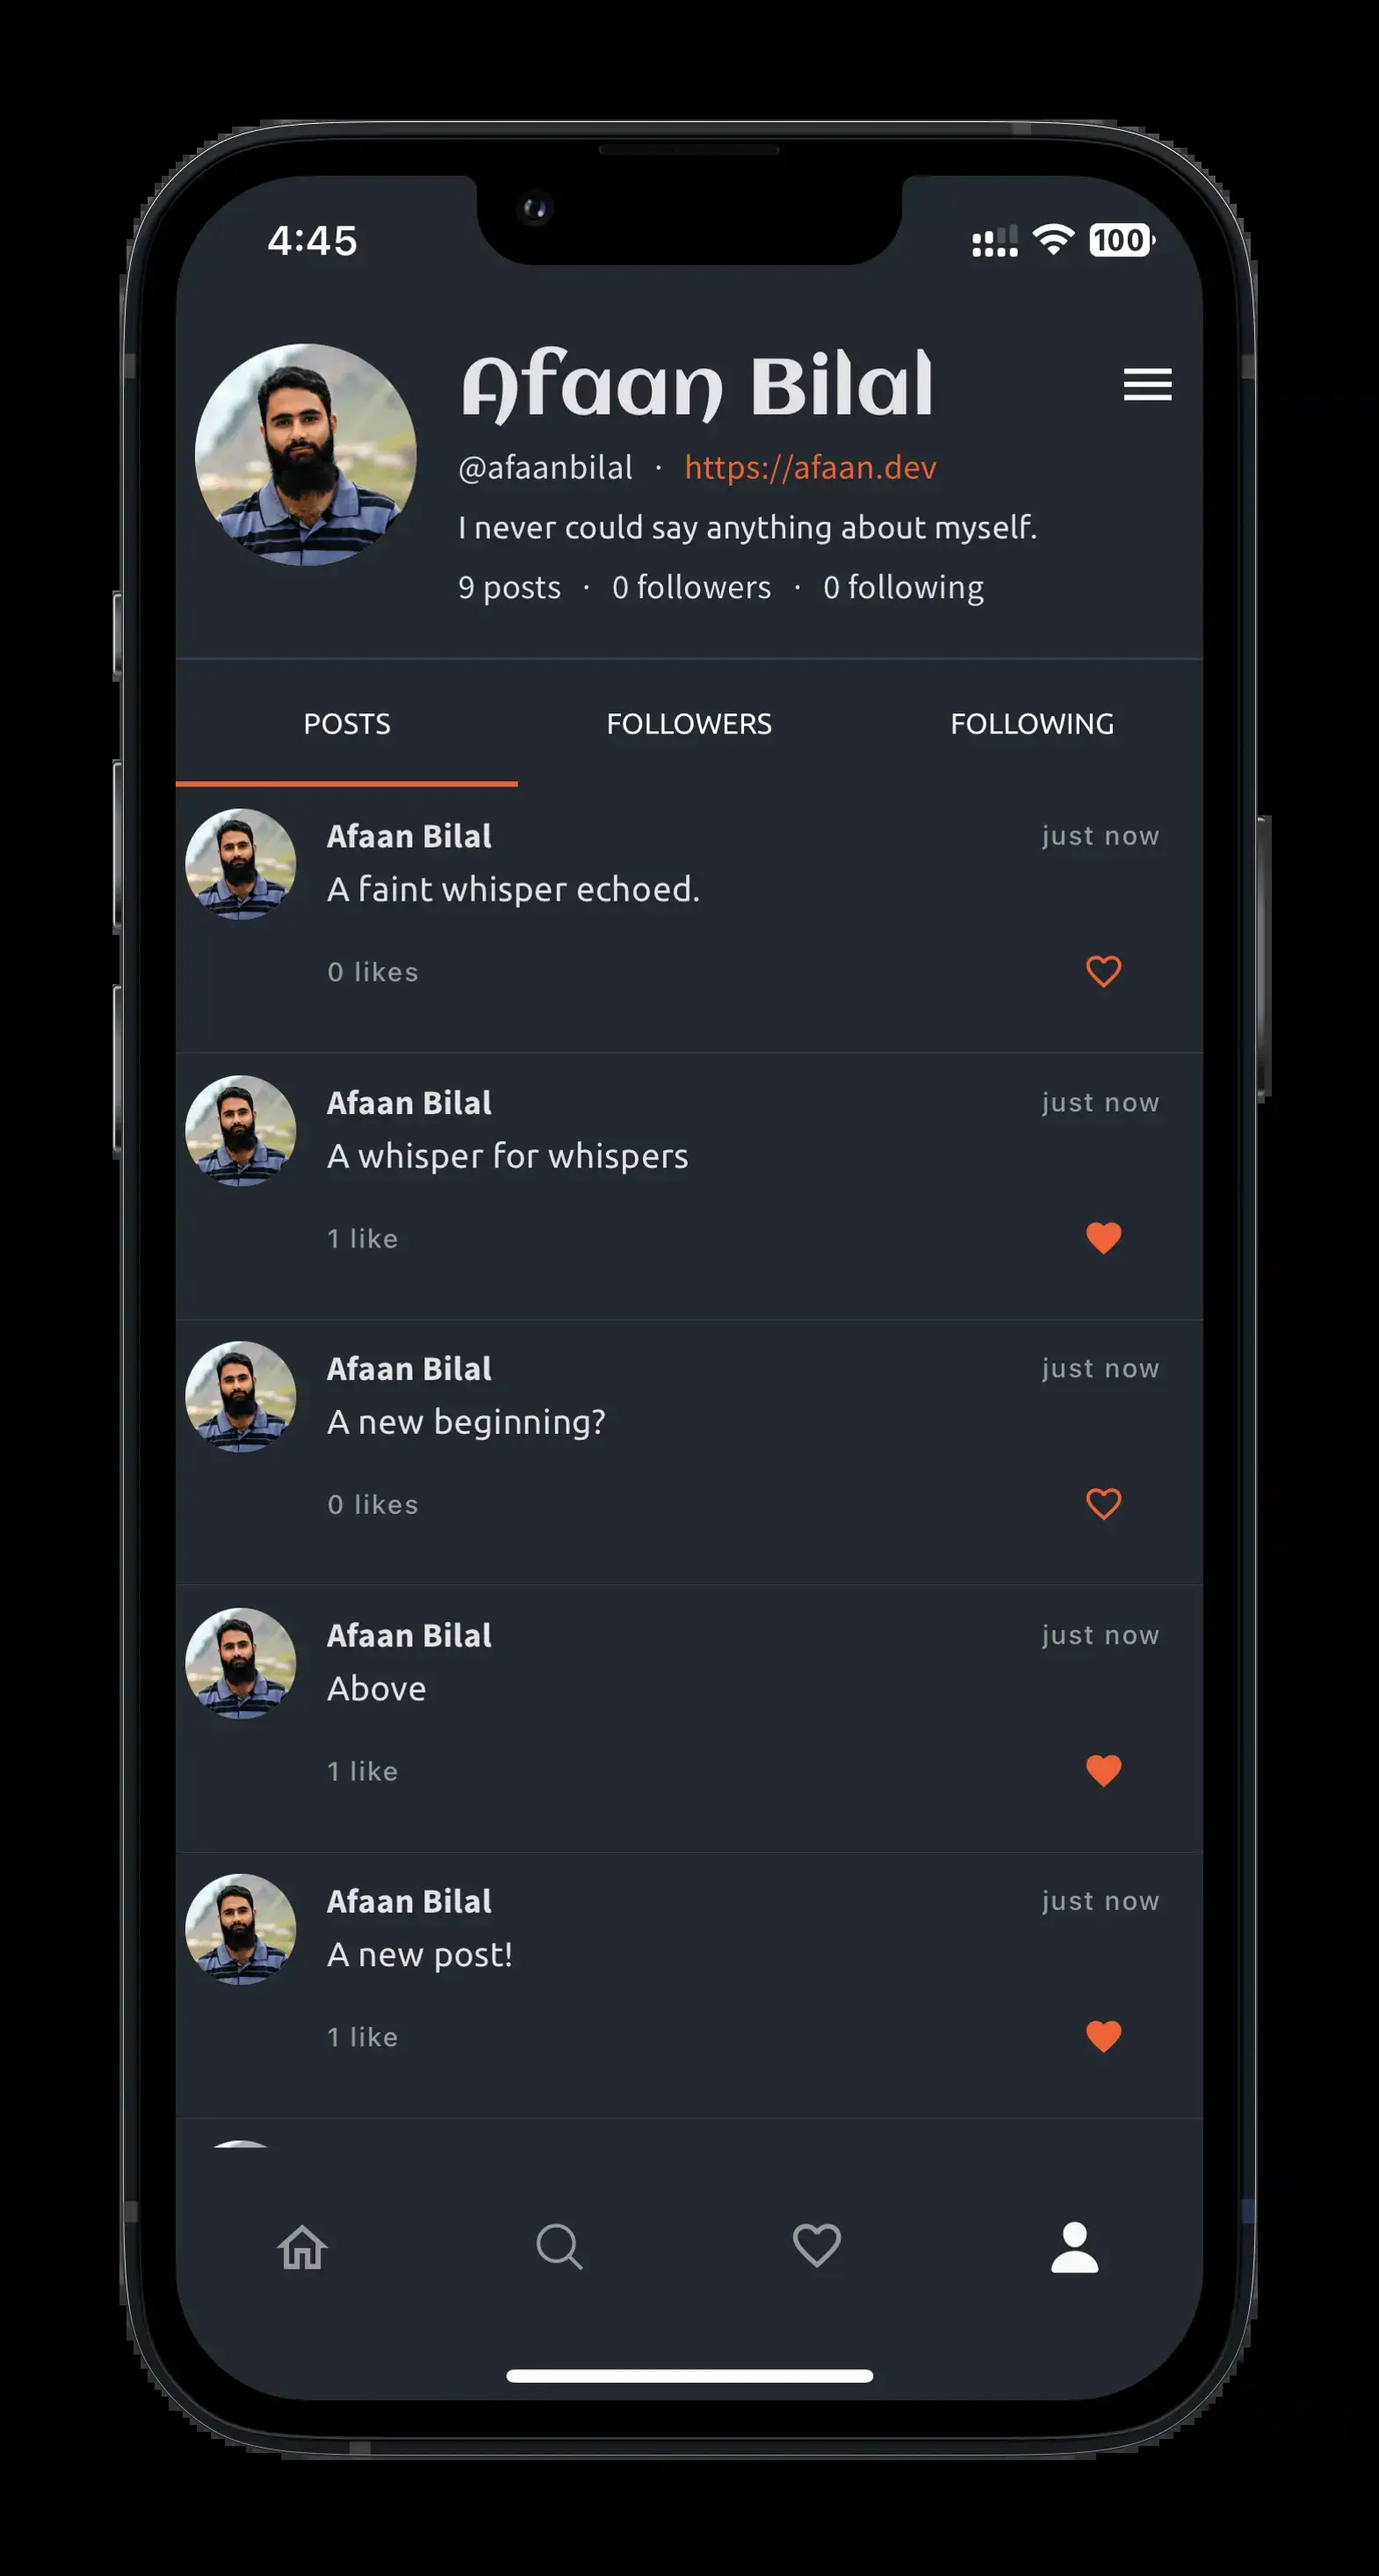 4:45 100
Afaan Bilal
@afaanbilal · https://afaan.dev
I never could say anything about myself.
9 posts · 0 followers · 0 following
POSTS FOLLOWERS FOLLOWING
Afaan Bilal just now
A faint whisper echoed.
0 likes
Afaan Bilal just now
A whisper for whispers
1 like
Afaan Bilal just now
A new beginning?
0 likes
Afaan Bilal just now
Above
1 like
Afaan Bilal just now
A new post!
1 like